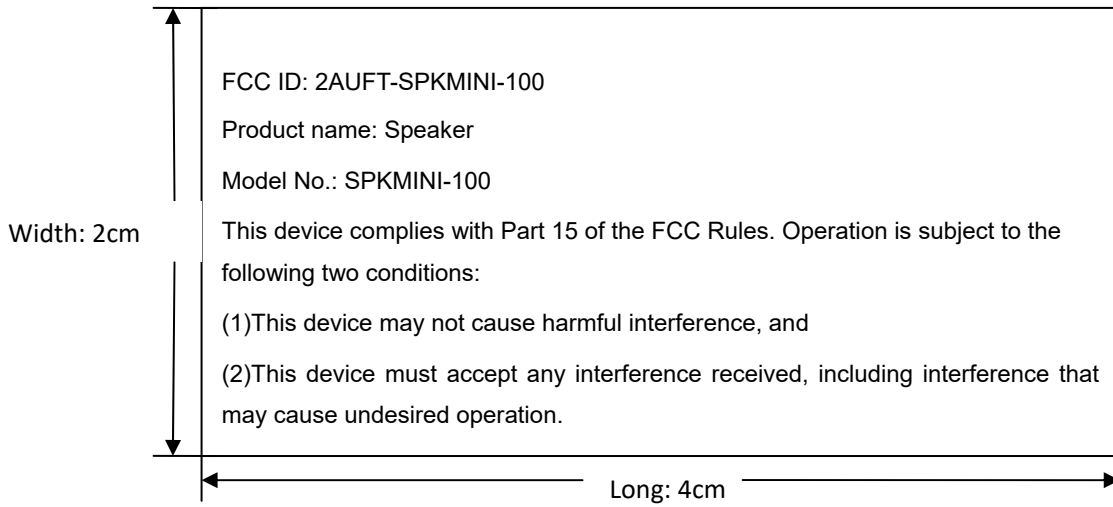 FCC ID: 2AUFT-SPKMINI-100
Product name: Speaker
Model No.: SPKMINI-100
Width: 2cm
This device complies with Part 15 of the FCC Rules. Operation is subject to the
following two conditions:
(1)This device may not cause harmful interference, and
(2)This device must accept any interference received, including interference that
may cause undesired operation.
Long: 4cm